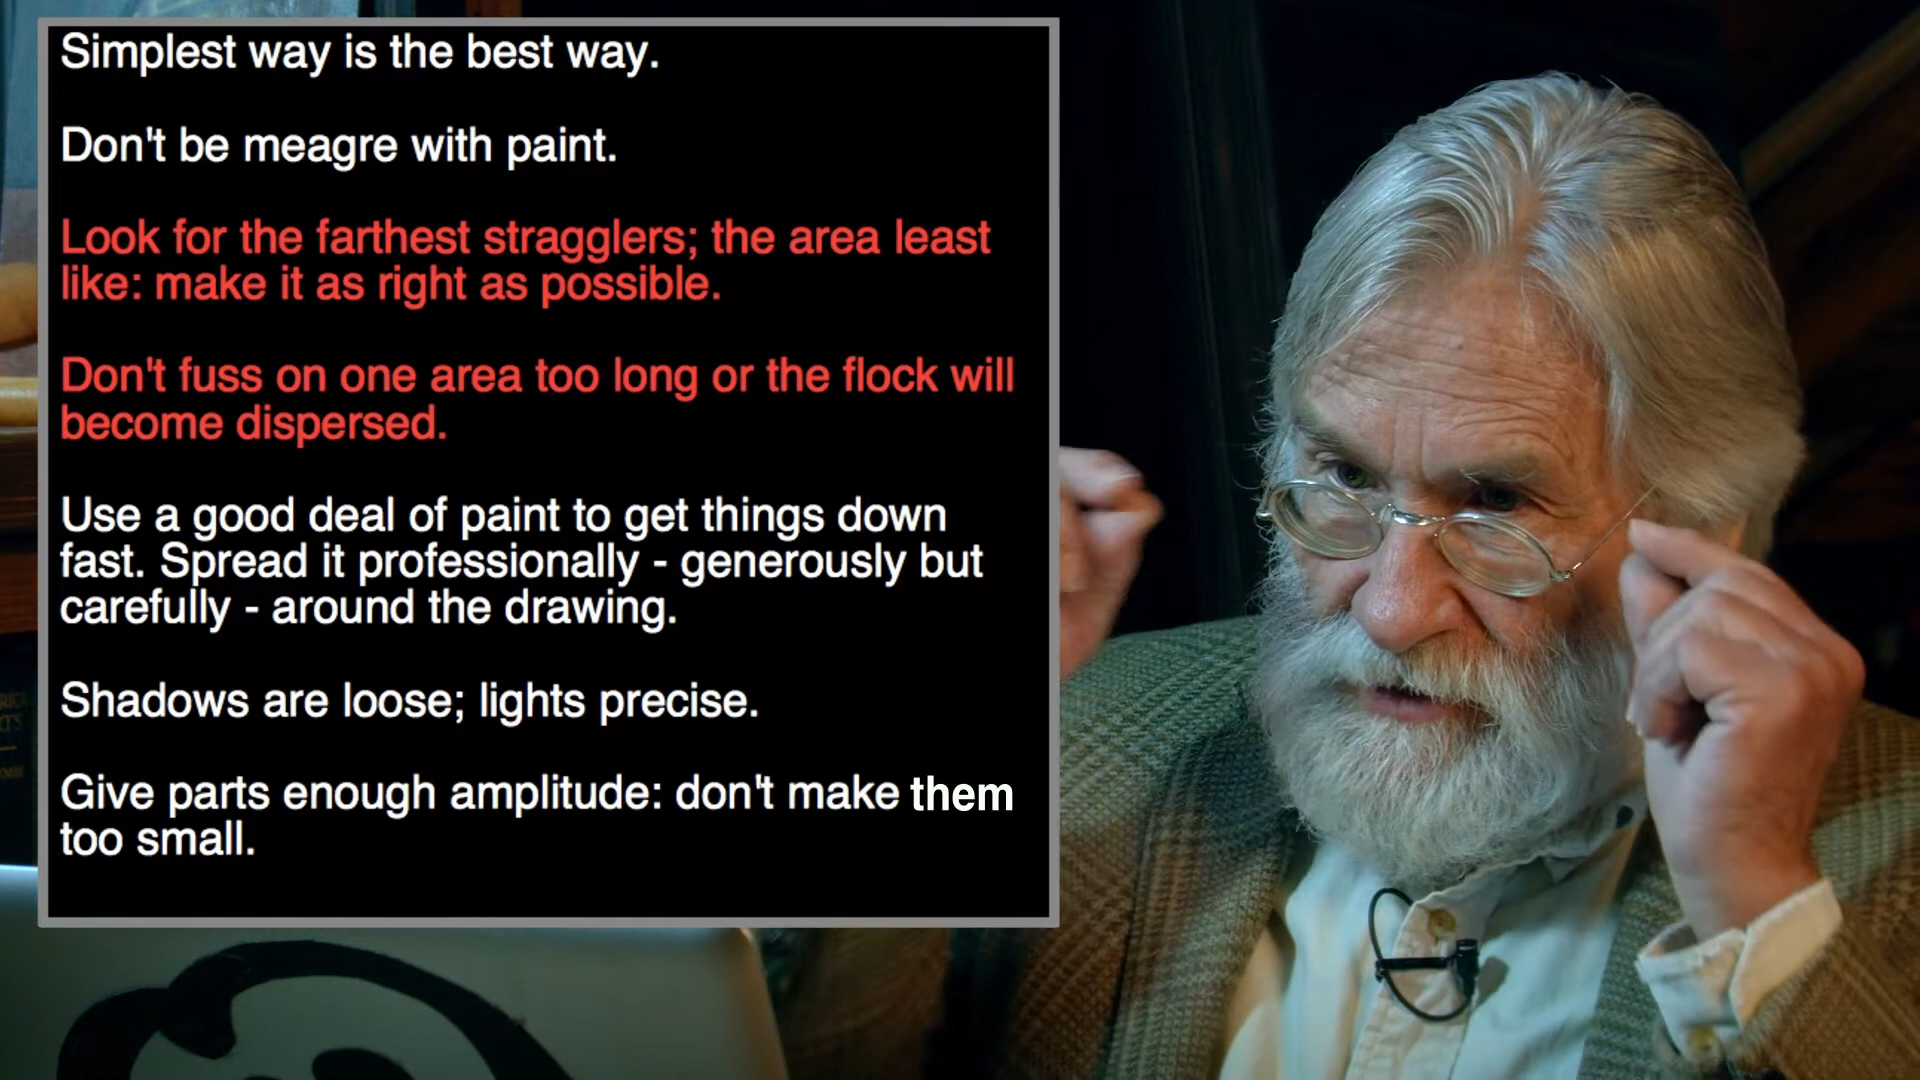 Simplest way is the best way.
Don't be meagre with paint.
Look for the farthest stragglers; the area least
like: make it as right as possible.
Don't fuss on one area too long or the flock will
become dispersed.
Use a good deal of paint to get things down
fast. Spread it professionally - generously but
carefully - around the drawing.
Shadows are loose; lights precise.
Give parts enough amplitude: don't make them
too small.